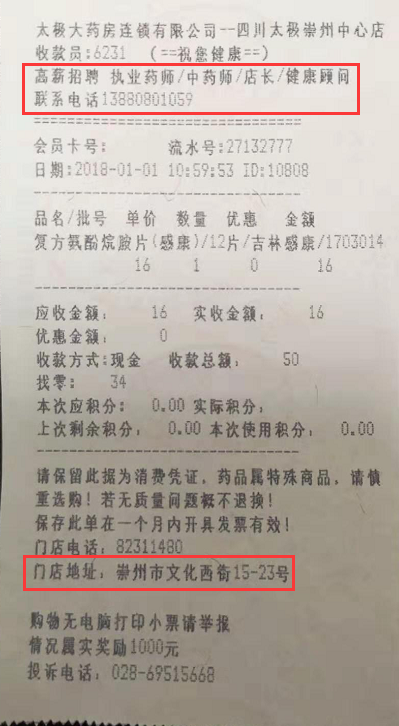 太极大药房连锁有限公司--四川太极崇州中心店
收款员:6231 (==祝您健康==)
高薪招聘 执业药师/中药师/店长/健康顾问
联系电话13880801059
会员卡号: 流水号:27132777
日期:2018-01-01 10:59:53 ID:10808
品名/批号 单价 数量 优惠 金额
复方氨酚烷胺片(感康)/12片/吉林感康/1703014
16 1 0 16
应收金额: 16 实收金额: 16
优惠金额: 0
收款方式:现金 收款总额: 50
找零: 34
本次应积分: 0.00 实际积分:
上次剩余积分: 0.00 本次使用积分: 0.00
请保留此据为消费凭证，药品属特殊商品，请慎
重选购！若无质量问题概不退换！
保存此单在一个月内开具发票有效！
门店电话: 82311480
门店地址: 崇州市文化西街15-23号
购物无电脑打印小票请举报
情况属实奖励1000元
投诉电话: 028-69515668